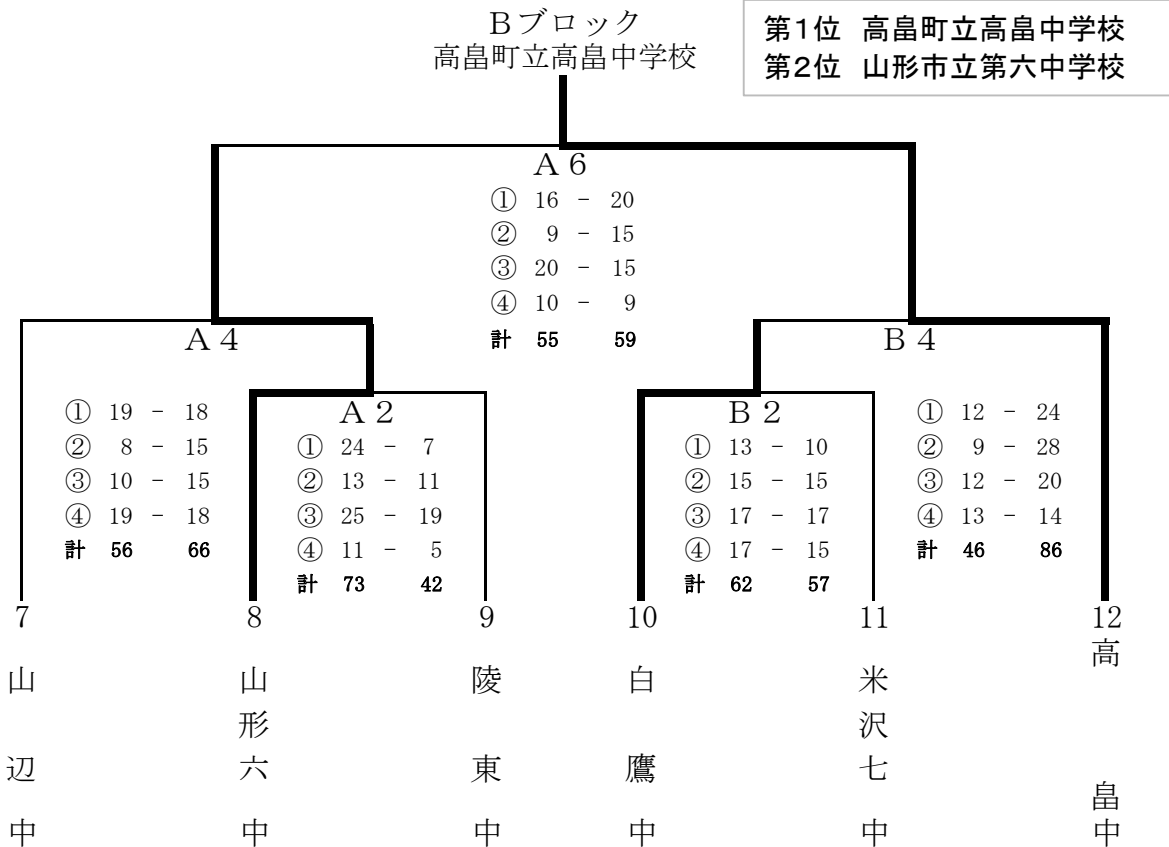 Bブロック
高畠町立高畠中学校
第1位 高畠町立高畠中学校
第2位 山形市立第六中学校
A6
① 16 - 20
② 9 - 15
③ 20 - 15
④ 10 - 9
計 55 59
A4
① 19 - 18
② 8 - 15
③ 10 - 15
④ 19 - 18
計 56 66
A2
① 24 - 7
② 13 - 11
③ 25 - 19
④ 11 - 5
計 73 42
B2
① 13 - 10
② 15 - 15
③ 17 - 17
④ 17 - 15
計 62 57
B4
① 12 - 24
② 9 - 28
③ 12 - 20
④ 13 - 14
計 46 86
7
山辺中
8
山形六中
9
陵東中
10
白鷹中
11
米沢七中
12
高畠中